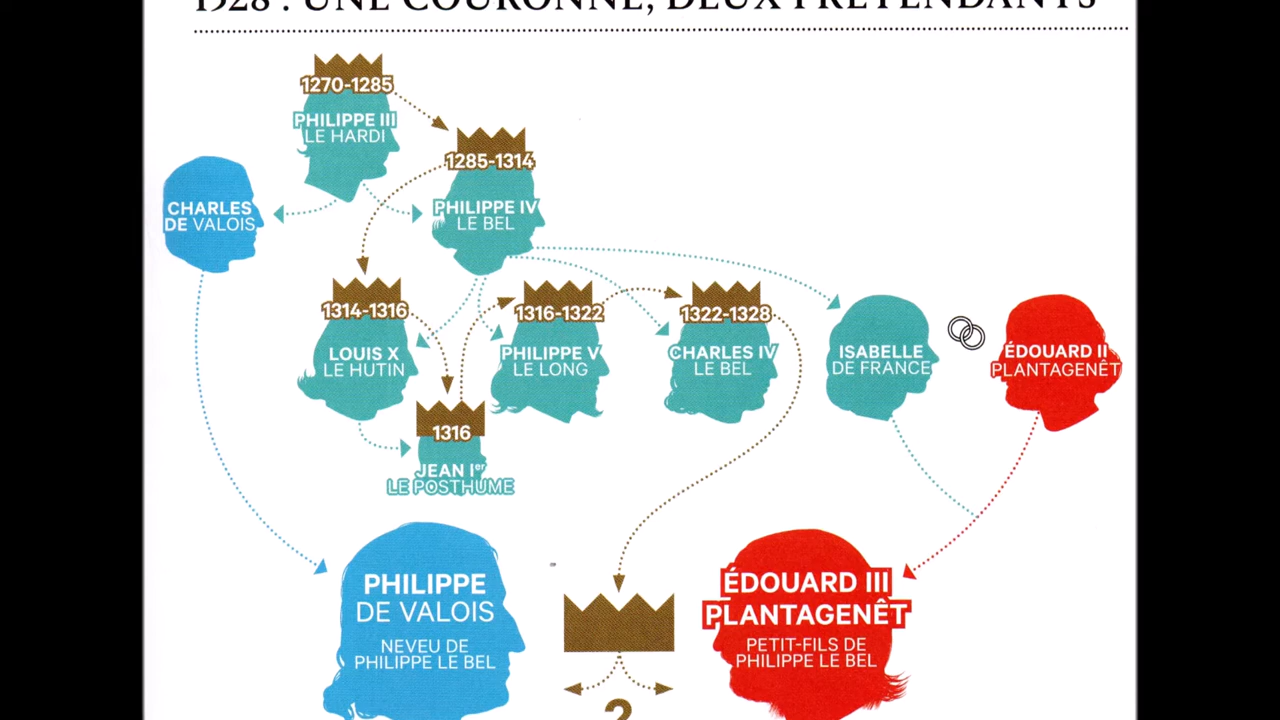 1328 : UNE COURONNE, DEUX PRÉTENDANTS
1270-1285
PHILIPPE III
LE HARDI
1285-1314
PHILIPPE IV
LE BEL
CHARLES
DE VALOIS
1314-1316
LOUIS X
LE HUTIN
1316-1322
PHILIPPE V
LE LONG
1322-1328
CHARLES IV
LE BEL
ISABELLE
DE FRANCE
ÉDOUARD II
PLANTAGENÊT
1316
JEAN Ier
LE POSTHUME
PHILIPPE
DE VALOIS
NEVEU DE
PHILIPPE LE BEL
ÉDOUARD III
PLANTAGENÊT
PETIT-FILS DE
PHILIPPE LE BEL
?